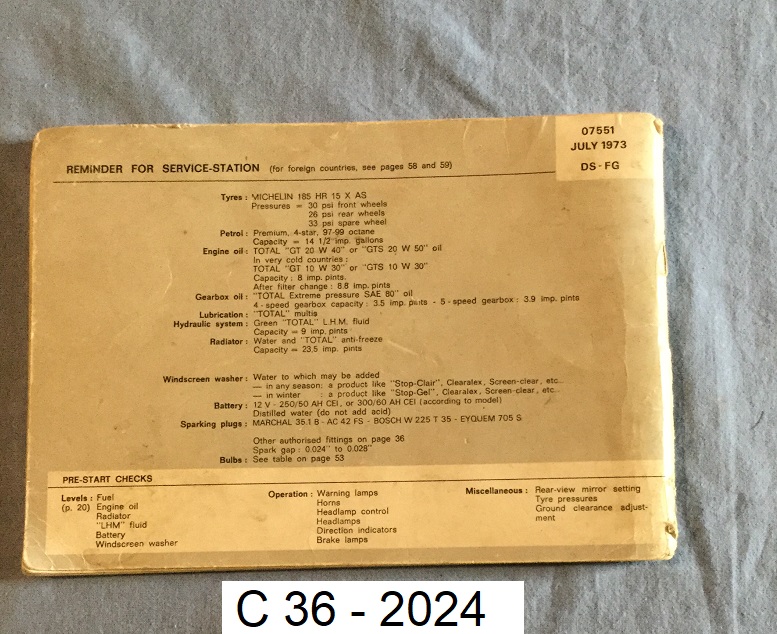 07551
JULY 1973
DS-FG
REMINDER FOR SERVICE-STATION (for foreign countries, see pages 58 and 59)
Tyres : MICHELIN 185 HR 15 X AS
Pressures = 30 psi front wheels
26 psi rear wheels
33 psi spare wheel
Petrol : Premium, 4-star, 97-99 octane
Capacity = 14 1/2 imp. gallons
Engine oil : TOTAL "GT 20 W 40" or "GTS 20 W 50" oil
In very cold countries :
TOTAL "GT 10 W 30" or "GTS 10 W 30"
Capacity : 8 imp. pints.
After filter change : 8.8 imp. pints
Gearbox oil : "TOTAL Extreme pressure SAE 80" oil
4 - speed gearbox capacity : 3.5 imp. pints - 5 - speed gearbox : 3.9 imp. pints
Lubrication : "TOTAL" multis
Hydraulic system : Green "TOTAL" L.H.M. fluid
Capacity = 9 imp. pints
Radiator : Water and "TOTAL" anti-freeze
Capacity = 23.5 imp. pints
Windscreen washer : Water to which may be added
— in any season: a product like "Stop-Clair", Clearalex, Screen-clear, etc...
— in winter : a product like "Stop-Gel", Clearalex, Screen-clear, etc...
Battery : 12 V - 250/50 AH CEI, or 300/60 AH CEI (according to model)
Distilled water (do not add acid)
Sparking plugs : MARCHAL 35.1 B - AC 42 FS - BOSCH W 225 T 35 - EYQUEM 705 S
Other authorised fittings on page 36
Spark gap : 0.024" to 0.028"
Bulbs : See table on page 53
PRE-START CHECKS
Levels : Fuel
(p. 20) Engine oil
Radiator
"LHM" fluid
Battery
Windscreen washer
Operation : Warning lamps
Horns
Headlamp control
Headlamps
Direction indicators
Brake lamps
Miscellaneous : Rear-view mirror setting
Tyre pressures
Ground clearance adjust-
ment
C 36 - 2024